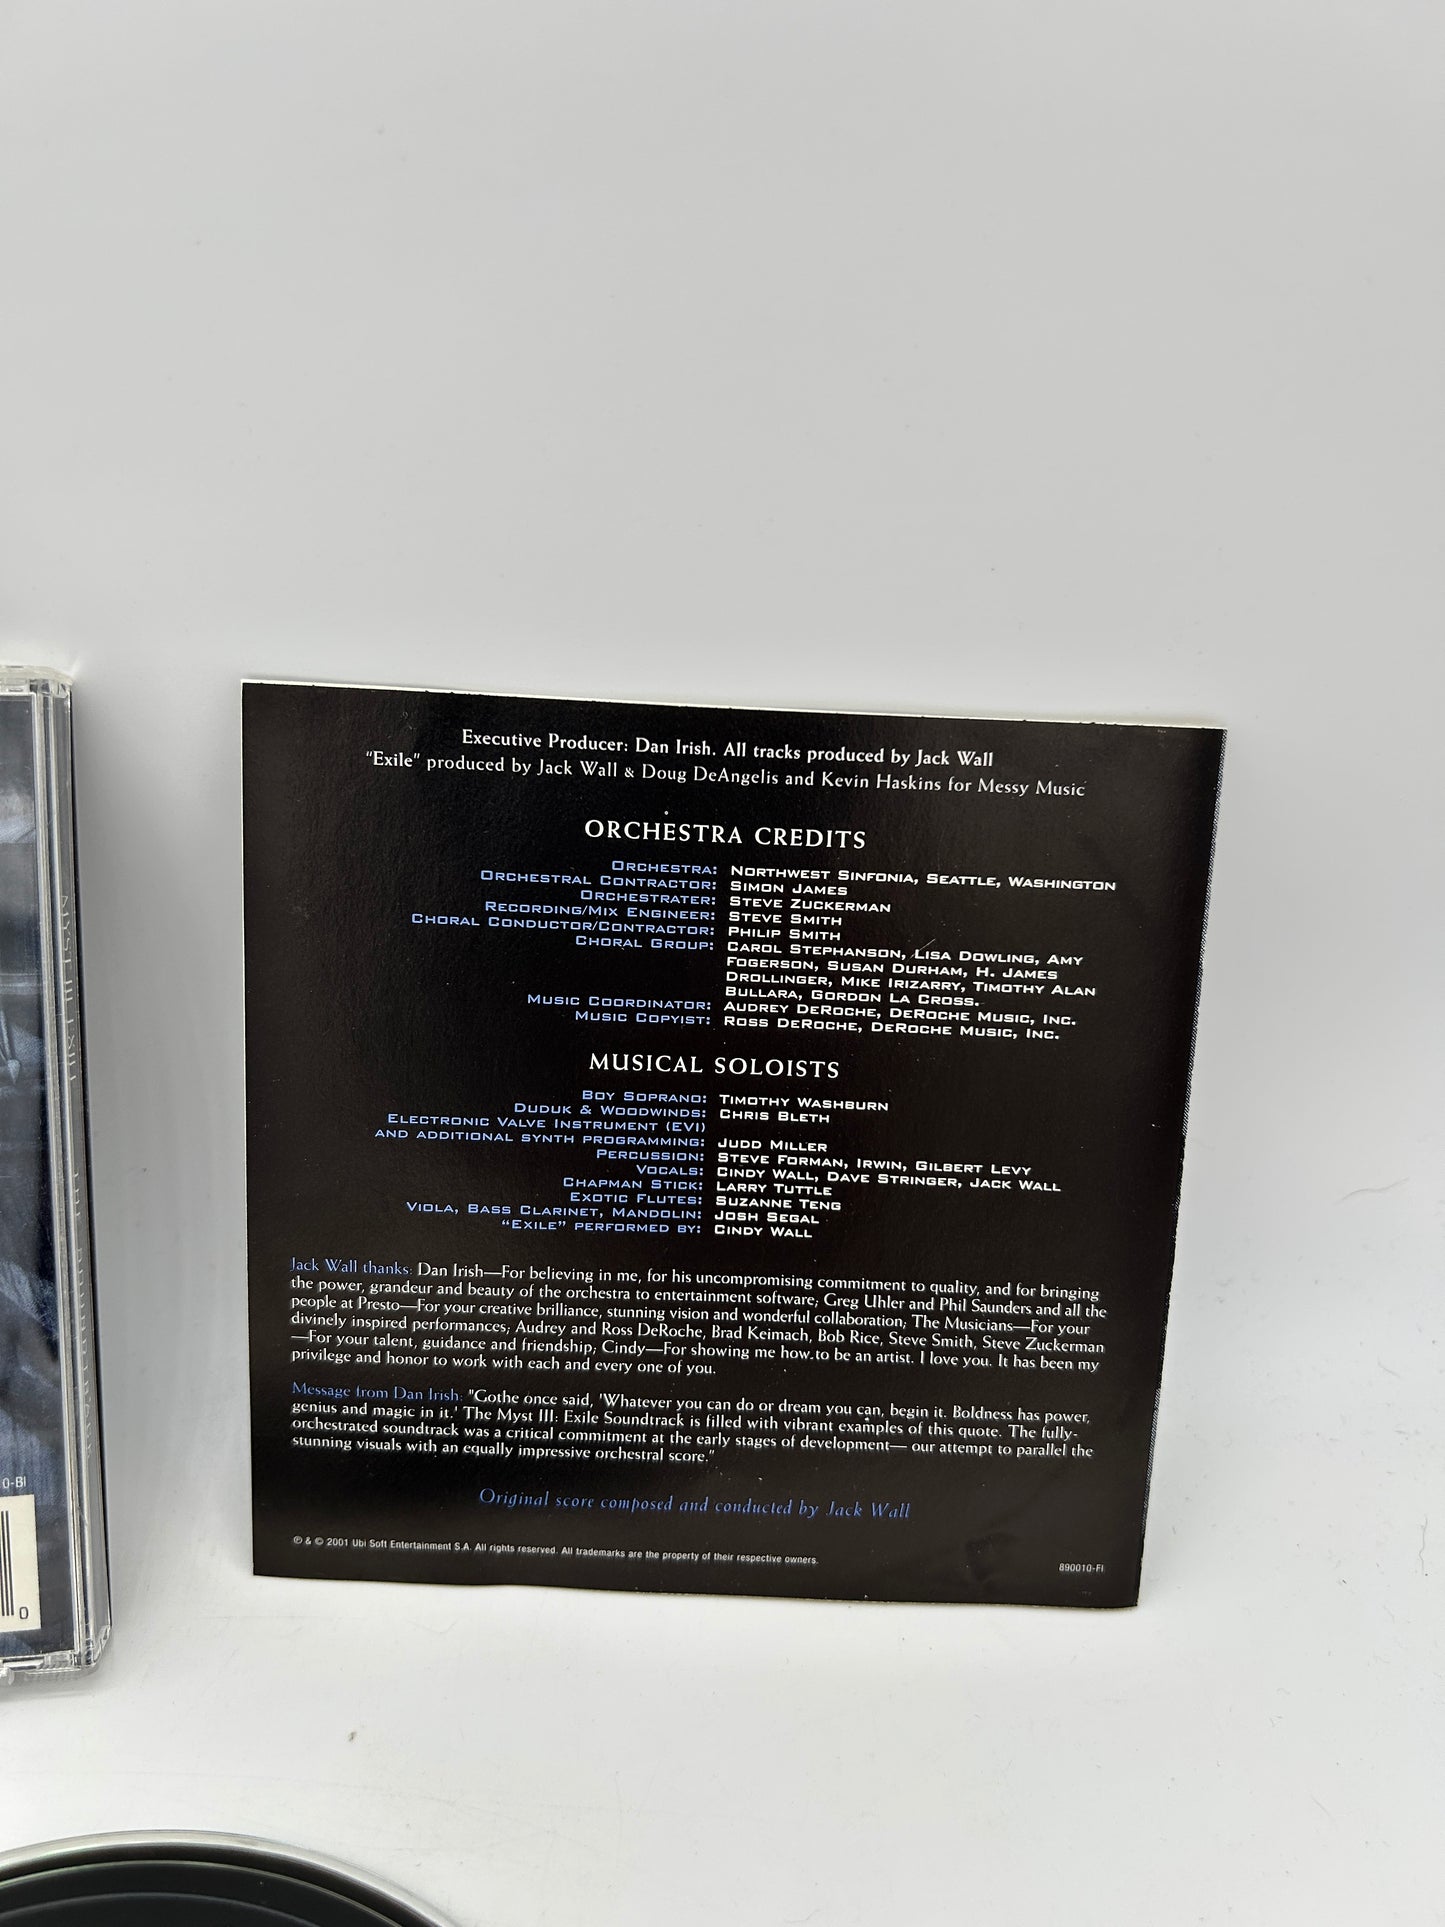 Executive Producer: Dan Irish. All tracks produced by Jack Wall
"Exile" produced by Jack Wall & Doug DeAngelis and Kevin Haskins for Messy Music
ORCHESTRA CREDITS
ORCHESTRA: NORTHWEST SINFONIA, SEATTLE, WASHINGTON
ORCHESTRAL CONTRACTOR: SIMON JAMES
ORCHESTRATER: STEVE ZUCKERMAN
RECORDING/MIX ENGINEER: STEVE SMITH
CHORAL CONDUCTOR/CONTRACTOR: PHILIP SMITH
CHORAL GROUP: CAROL STEPHANSON, LISA DOWLING, AMY
FOGERSON, SUSAN DURHAM, H. JAMES
DROLLINGER, MIKE IRIZARRY, TIMOTHY ALAN
BULLARA, GORDON LA CROSS.
MUSIC COORDINATOR: AUDREY DEROCHE, DEROCHE MUSIC, INC.
MUSIC COPYIST: ROSS DEROCHE, DEROCHE MUSIC, INC.
MUSICAL SOLOISTS
BOY SOPRANO: TIMOTHY WASHBURN
DUDUK & WOODWINDS: CHRIS BLETH
ELECTRONIC VALVE INSTRUMENT (EVI)
AND ADDITIONAL SYNTH PROGRAMMING: JUDD MILLER
PERCUSSION: STEVE FORMAN, IRWIN, GILBERT LEVY
VOCALS: CINDY WALL, DAVE STRINGER, JACK WALL
CHAPMAN STICK: LARRY TUTTLE
EXOTIC FLUTES: SUZANNE TENG
VIOLA, BASS CLARINET, MANDOLIN: JOSH SEGAL
"EXILE" PERFORMED BY: CINDY WALL
Jack Wall thanks: Dan Irish—For believing in me, for his uncompromising commitment to quality, and for bringing
the power, grandeur and beauty of the orchestra to entertainment software; Greg Uhler and Phil Saunders and all the
people at Presto—For your creative brilliance, stunning vision and wonderful collaboration; The Musicians—For your
divinely inspired performances; Audrey and Ross DeRoche, Brad Keimach, Bob Rice, Steve Smith, Steve Zuckerman
—For your talent, guidance and friendship; Cindy—For showing me how to be an artist. I love you. It has been my
privilege and honor to work with each and every one of you.
Message from Dan Irish: "Gothe once said, 'Whatever you can do or dream you can, begin it. Boldness has power,
genius and magic in it.' The Myst III: Exile Soundtrack is filled with vibrant examples of this quote. The fully-
orchestrated soundtrack was a critical commitment at the early stages of development— our attempt to parallel the
stunning visuals with an equally impressive orchestral score."
Original score composed and conducted by Jack Wall
℗ & © 2001 Ubi Soft Entertainment S.A. All rights reserved. All trademarks are the property of their respective owners.
890010-FI
MYST III: EXILE
0-BI
0